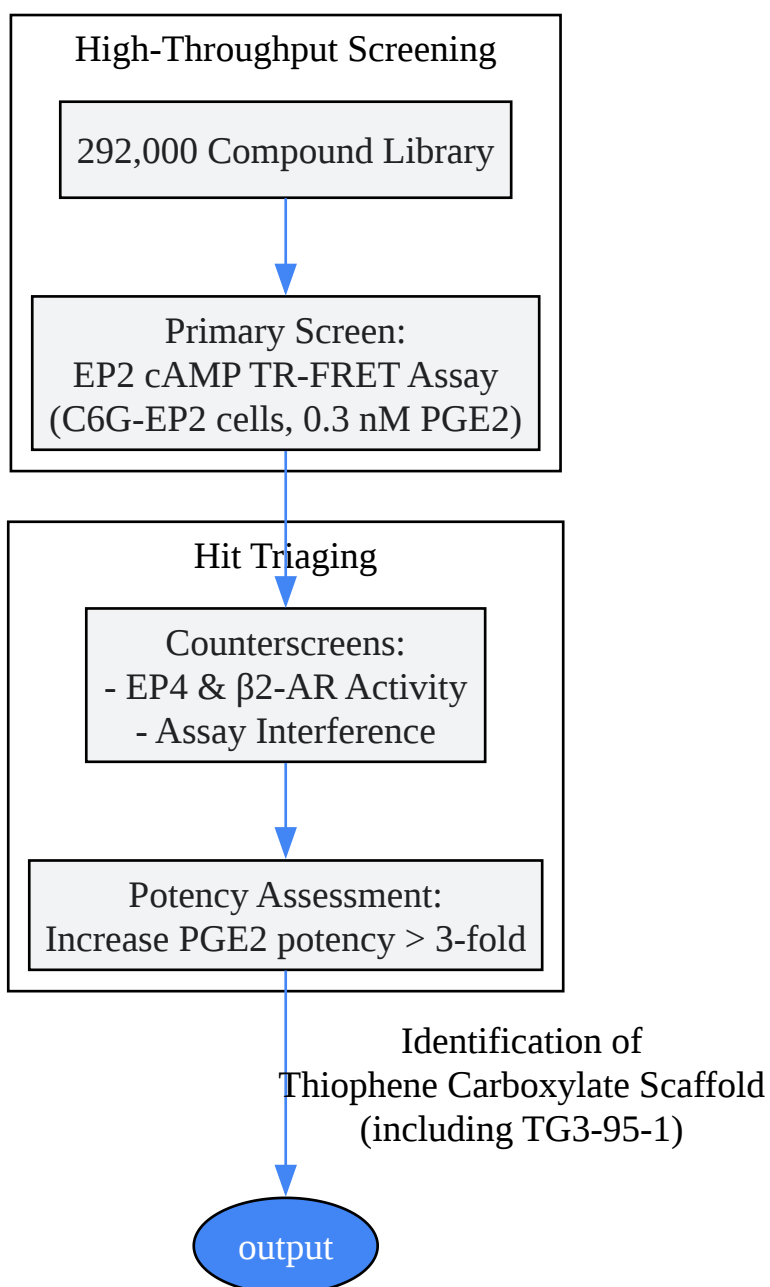 High-Throughput Screening
292,000 Compound Library
Primary Screen:
EP2 cAMP TR-FRET Assay
(C6G-EP2 cells, 0.3 nM PGE2)
Hit Triaging
Counterscreens:
- EP4 & β2-AR Activity
- Assay Interference
Potency Assessment:
Increase PGE2 potency > 3-fold
Identification of
Thiophene Carboxylate Scaffold
(including TG3-95-1)
output